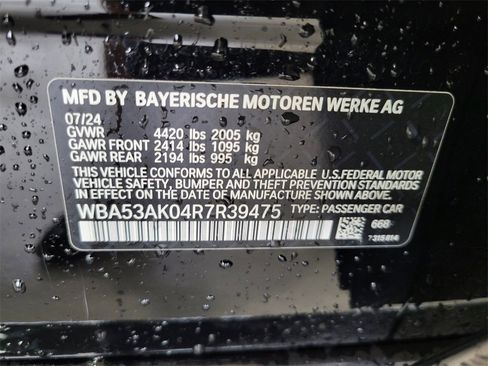 MFD BY BAYERISCHE MOTOREN WERKE AG
07/24
GVWR 4420 lbs 2005 kg
GAWR FRONT 2414 lbs 1095 kg
GAWR REAR 2194 lbs 995 kg
THIS VEHICLE CONFORMS TO ALL APPLICABLE U.S.FEDERAL MOTOR
VEHICLE SAFETY, BUMPER AND THEFT PREVENTION STANDARDS
IN EFFECT ON THE DATE OF MANUFACTURE SHOWN ABOVE.
WBA53AK04R7R39475 TYPE: PASSENGER CAR
668
7315814